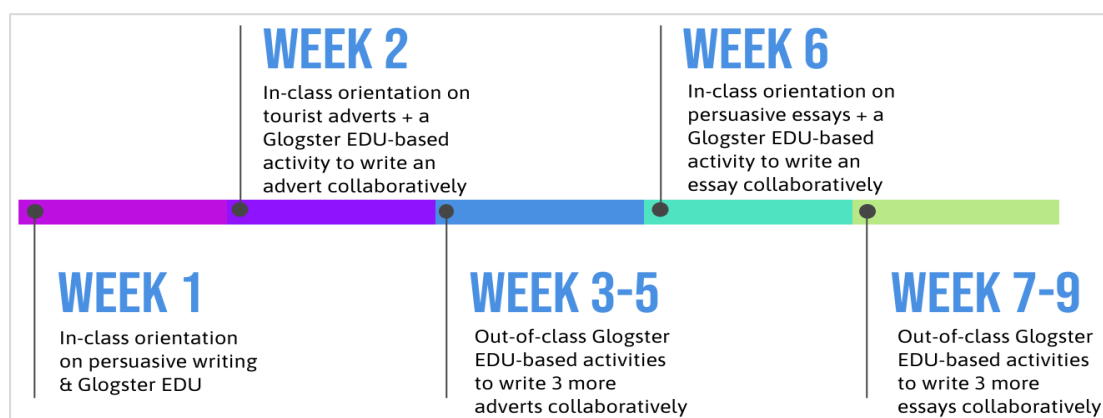 WEEK 1
In-class orientation
on persuasive writing
& Glogster EDU
WEEK 2
In-class orientation on
tourist adverts + a
Glogster EDU-based
activity to write an
advert collaboratively
WEEK 3-5
Out-of-class Glogster
EDU-based activities
to write 3 more
adverts collaboratively
WEEK 6
In-class orientation on
persuasive essays + a
Glogster EDU-based
activity to write an
essay collaboratively
WEEK 7-9
Out-of-class Glogster
EDU-based activities
to write 3 more
essays collaboratively